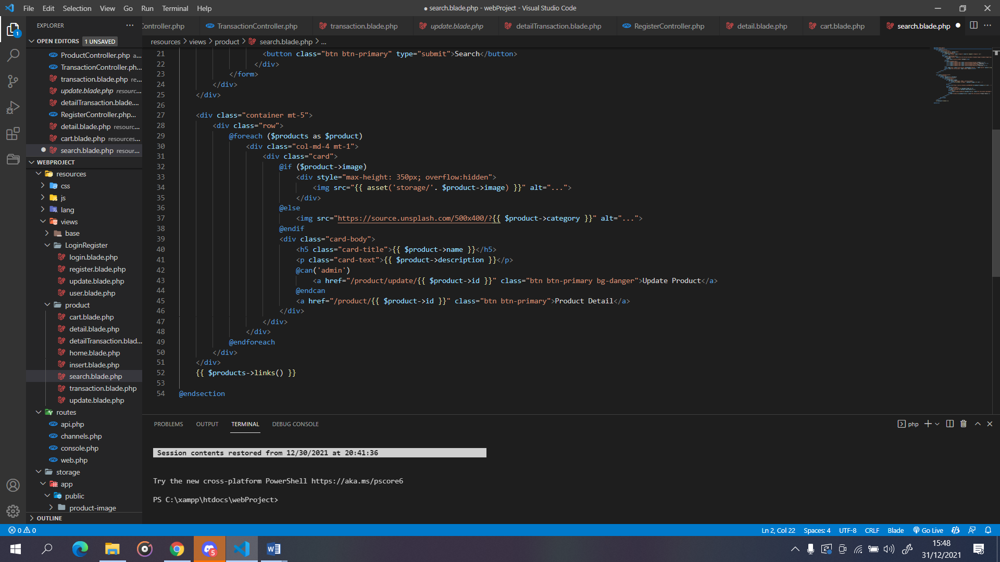 File Edit Selection View Go Run Terminal Help
● search.blade.php - webProject - Visual Studio Code
EXPLORER
Controller.php TransactionController.php transaction.blade.php update.blade.php detailTransaction.blade.php RegisterController.php detail.blade.php cart.blade.php search.blade.php
OPEN EDITORS 1 UNSAVED
ProductController.php a...
TransactionController.ph...
transaction.blade.php re...
update.blade.php resourc...
detailTransaction.blade....
RegisterController.php...
detail.blade.php resourc...
cart.blade.php resources...
search.blade.php resour...
WEBPROJECT
resources
css
js
lang
views
base
LoginRegister
login.blade.php
register.blade.php
update.blade.php
user.blade.php
product
cart.blade.php
detail.blade.php
detailTransaction.blad...
home.blade.php
insert.blade.php
search.blade.php
transaction.blade.php
update.blade.php
routes
api.php
channels.php
console.php
web.php
storage
app
public
product-image
OUTLINE
resources > views > product > search.blade.php > ...
21 <button class="btn btn-primary" type="submit">Search</button>
22 </div>
23 </form>
24 </div>
25 </div>
26
27 <div class="container mt-5">
28 <div class="row">
29 @foreach ($products as $product)
30 <div class="col-md-4 mt-1">
31 <div class="card">
32 @if ($product->image)
33 <div style="max-height: 350px; overflow:hidden">
34 <img src="{{ asset('storage/'. $product->image) }}" alt="...">
35 </div>
36 @else
37 <img src="https://source.unsplash.com/500x400/?{{ $product->category }}" alt="...">
38 @endif
39 <div class="card-body">
40 <h5 class="card-title">{{ $product->name }}</h5>
41 <p class="card-text">{{ $product->description }}</p>
42 @can('admin')
43 <a href="/product/update/{{ $product->id }}" class="btn btn-primary bg-danger">Update Product</a>
44 @endcan
45 <a href="/product/{{ $product->id }}" class="btn btn-primary">Product Detail</a>
46 </div>
47 </div>
48 </div>
49 @endforeach
50 </div>
51 </div>
52 {{ $products->links() }}
53
54 @endsection
PROBLEMS OUTPUT TERMINAL DEBUG CONSOLE
php
Session contents restored from 12/30/2021 at 20:41:36
Try the new cross-platform PowerShell https://aka.ms/pscore6
PS C:\xampp\htdocs\webProject>
0 0
Ln 2, Col 22 Spaces: 4 UTF-8 CRLF Blade Go Live
15:48
31/12/2021